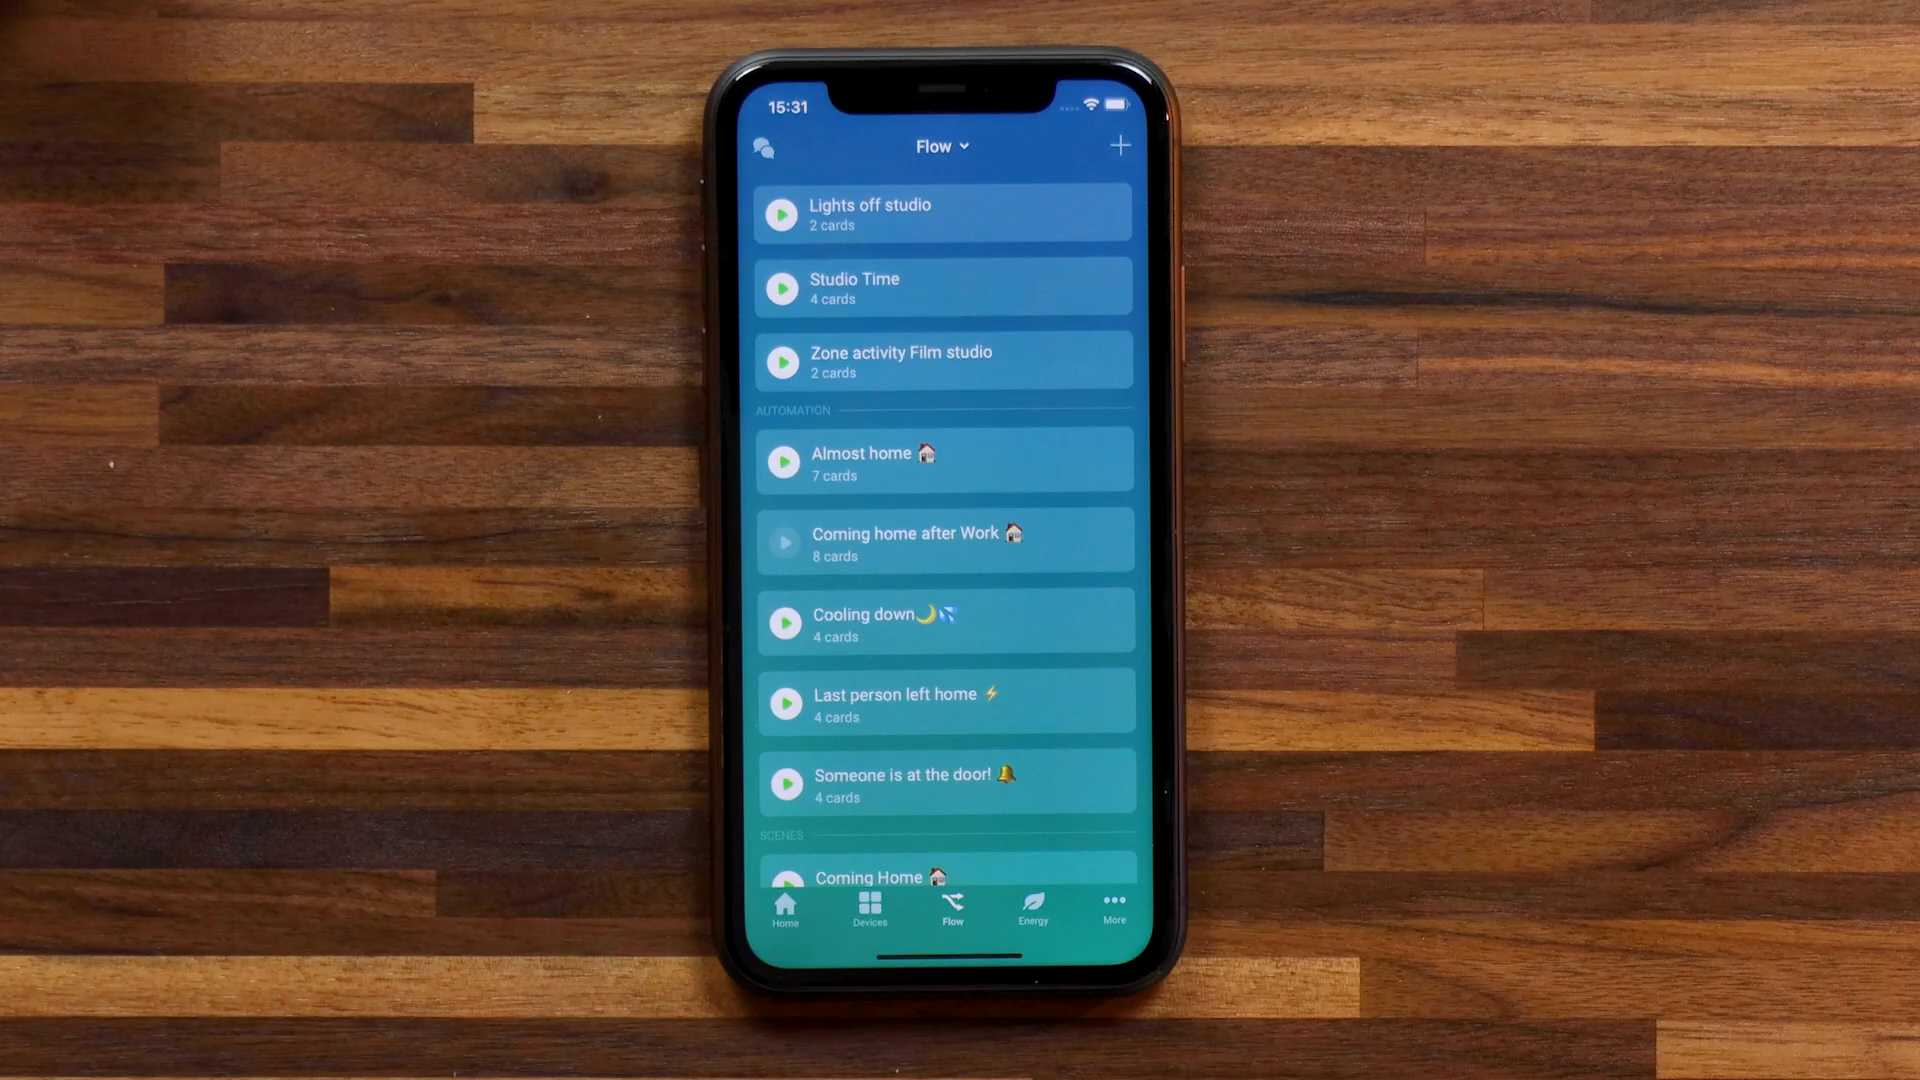 15:31
Flow
Lights off studio
2 cards
Studio Time
4 cards
Zone activity Film studio
2 cards
AUTOMATION
Almost home 🏠
7 cards
Coming home after Work 🏠
8 cards
Cooling down🌙💦
4 cards
Last person left home ⚡
4 cards
Someone is at the door! 🔔
4 cards
SCENES
Coming Home 🏠
Home Devices Flow Energy More